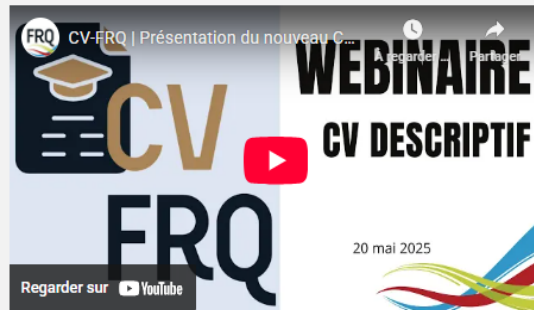 FRQ
CV-FRQ | Présentation du nouveau C...
À regarder ...
Partager
WEBINAIRE
CV DESCRIPTIF
CV
FRQ
20 mai 2025
Regarder sur YouTube